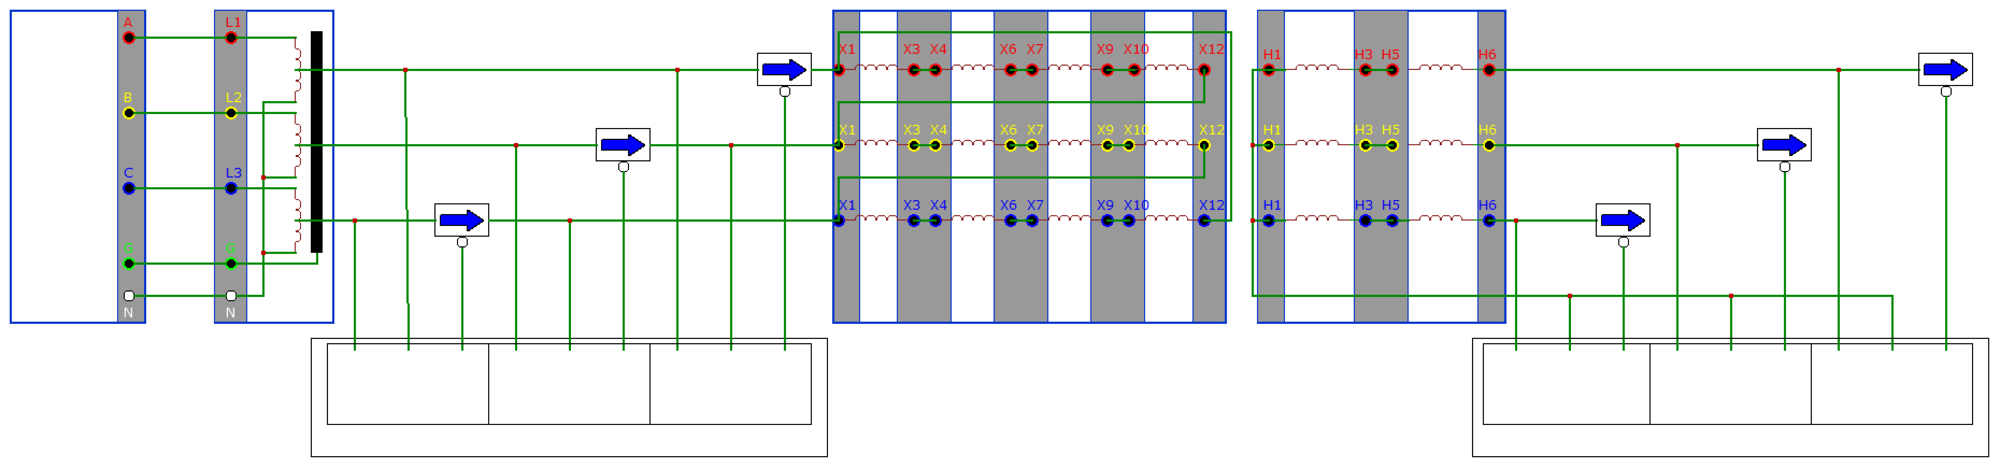 A L1
B L2
C L3
G G
N N
X1 X3 X4 X6 X7 X9 X10 X12
X1 X3 X4 X6 X7 X9 X10 X12
X1 X3 X4 X6 X7 X9 X10 X12
H1 H3 H5 H6
H1 H3 H5 H6
H1 H3 H5 H6